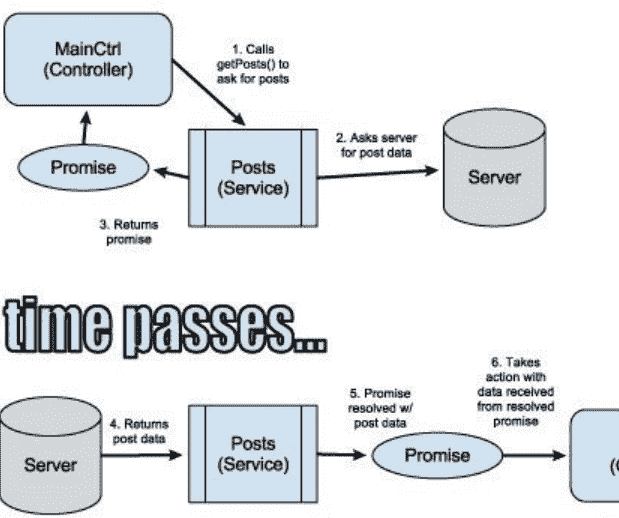 MainCtrl
(Controller)
1. Calls
getPosts() to
ask for posts
Promise
Posts
(Service)
2. Asks server
for post data
Server
3. Returns
promise
time passes...
Server
4. Returns
post data
Posts
(Service)
5. Promise
resolved w/
post data
Promise
6. Takes
action with
data received
from resolved
promise